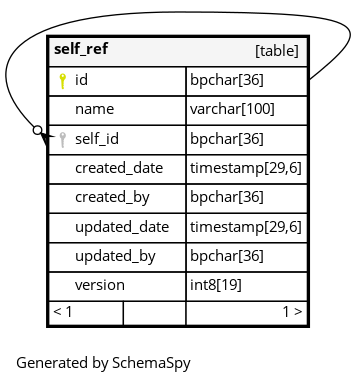 self_ref [table]
id bpchar[36]
name varchar[100]
self_id bpchar[36]
created_date timestamp[29,6]
created_by bpchar[36]
updated_date timestamp[29,6]
updated_by bpchar[36]
version int8[19]
< 1 1 >
Generated by SchemaSpy